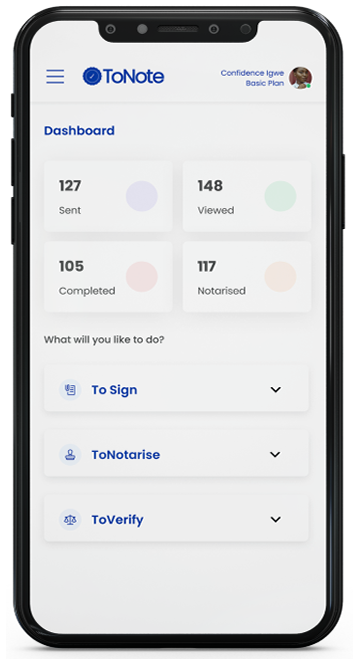 ToNote
Confidence Igwe
Basic Plan
Dashboard
127
Sent
148
Viewed
105
Completed
117
Notarised
What will you like to do?
To Sign
ToNotarise
ToVerify